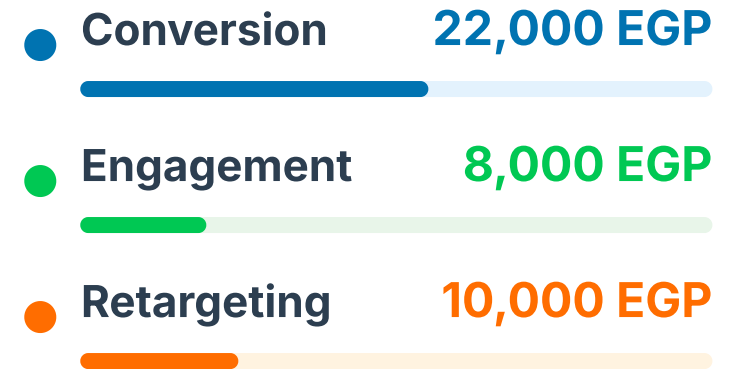 Conversion 22,000 EGP
Engagement 8,000 EGP
Retargeting 10,000 EGP